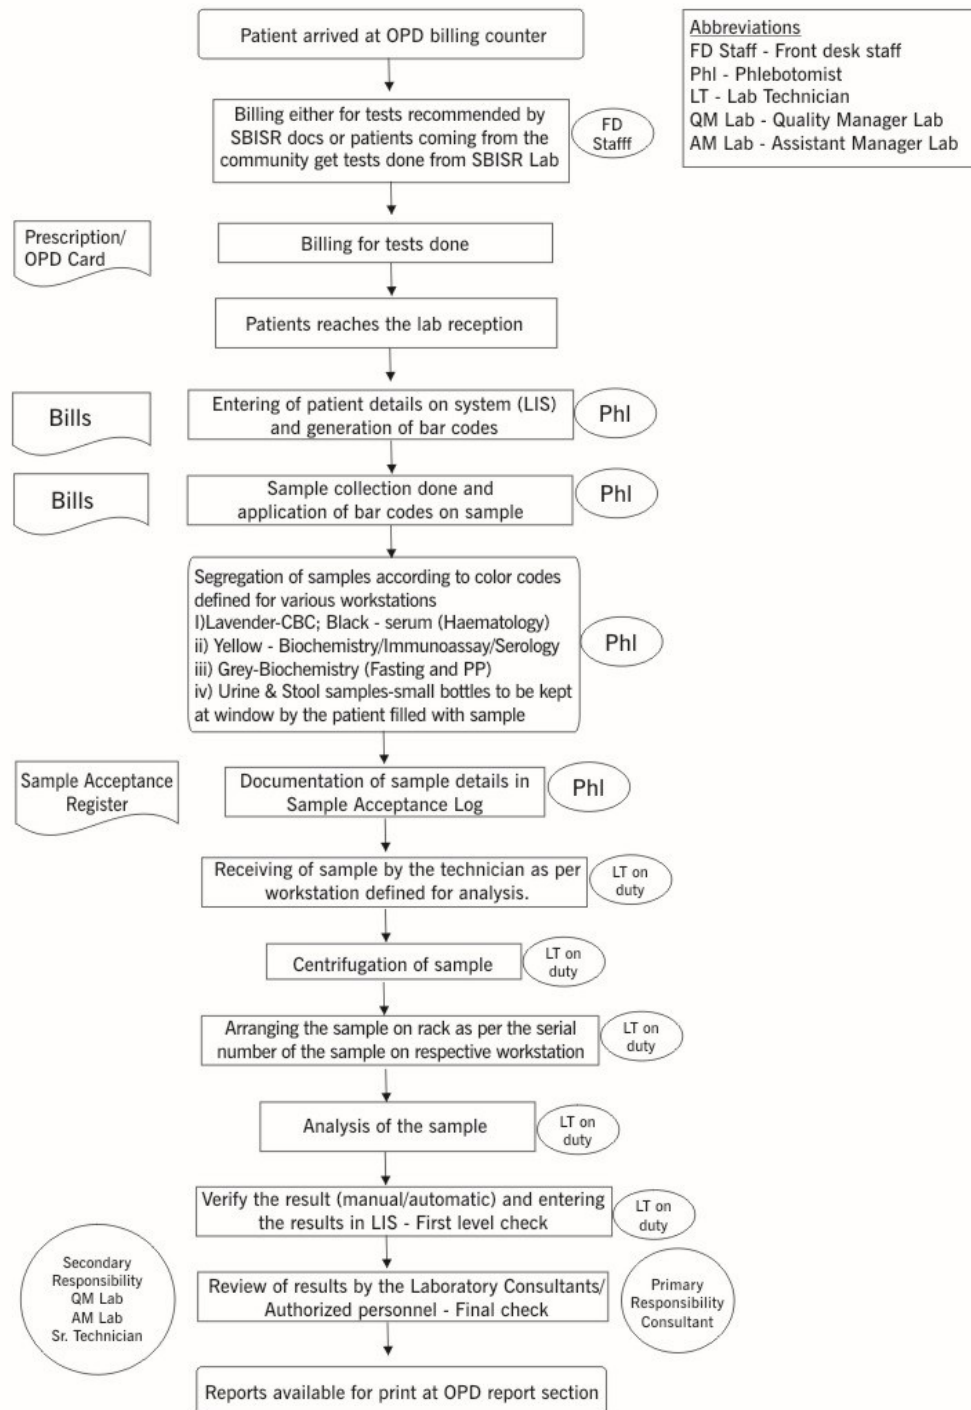 Patient arrived at OPD billing counter
Abbreviations
FD Staff - Front desk staff
Phl - Phlebotomist
LT - Lab Technician
QM Lab - Quality Manager Lab
AM Lab - Assistant Manager Lab
Billing either for tests recommended by
SBISR docs or patients coming from the
community get tests done from SBISR Lab
FD
Stafff
Prescription/
OPD Card
Billing for tests done
Patients reaches the lab reception
Bills
Entering of patient details on system (LIS)
and generation of bar codes
Phl
Bills
Sample collection done and
application of bar codes on sample
Phl
Segregation of samples according to color codes
defined for various workstations
I)Lavender-CBC; Black - serum (Haematology)
ii) Yellow - Biochemistry/Immunoassay/Serology
iii) Grey-Biochemistry (Fasting and PP)
iv) Urine & Stool samples-small bottles to be kept
at window by the patient filled with sample
Phl
Sample Acceptance
Register
Documentation of sample details in
Sample Acceptance Log
Phl
Receiving of sample by the technician as per
workstation defined for analysis.
LT on
duty
Centrifugation of sample
LT on
duty
Arranging the sample on rack as per the serial
number of the sample on respective workstation
LT on
duty
Analysis of the sample
LT on
duty
Verify the result (manual/automatic) and entering
the results in LIS - First level check
LT on
duty
Secondary
Responsibility
QM Lab
AM Lab
Sr. Technician
Review of results by the Laboratory Consultants/
Authorized personnel - Final check
Primary
Responsibility
Consultant
Reports available for print at OPD report section